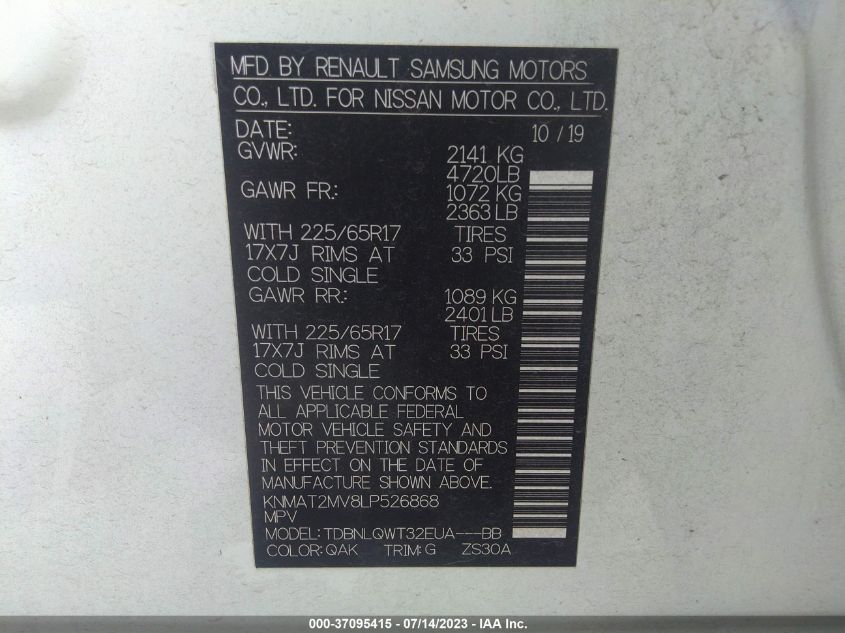 MFD BY RENAULT SAMSUNG MOTORS
CO., LTD. FOR NISSAN MOTOR CO., LTD.
DATE: 10 / 19
GVWR: 2141 KG
4720LB
GAWR FR.: 1072 KG
2363 LB
WITH 225/65R17 TIRES
17X7J RIMS AT 33 PSI
COLD SINGLE
GAWR RR.: 1089 KG
2401 LB
WITH 225/65R17 TIRES
17X7J RIMS AT 33 PSI
COLD SINGLE
THIS VEHICLE CONFORMS TO
ALL APPLICABLE FEDERAL
MOTOR VEHICLE SAFETY AND
THEFT PREVENTION STANDARDS
IN EFFECT ON THE DATE OF
MANUFACTURE SHOWN ABOVE.
KNMAT2MV8LP526868
MPV
MODEL: TDBNLQWT32EUA---BB
COLOR: QAK TRIM: G ZS30A
000-37095415 - 07/14/2023 - IAA Inc.